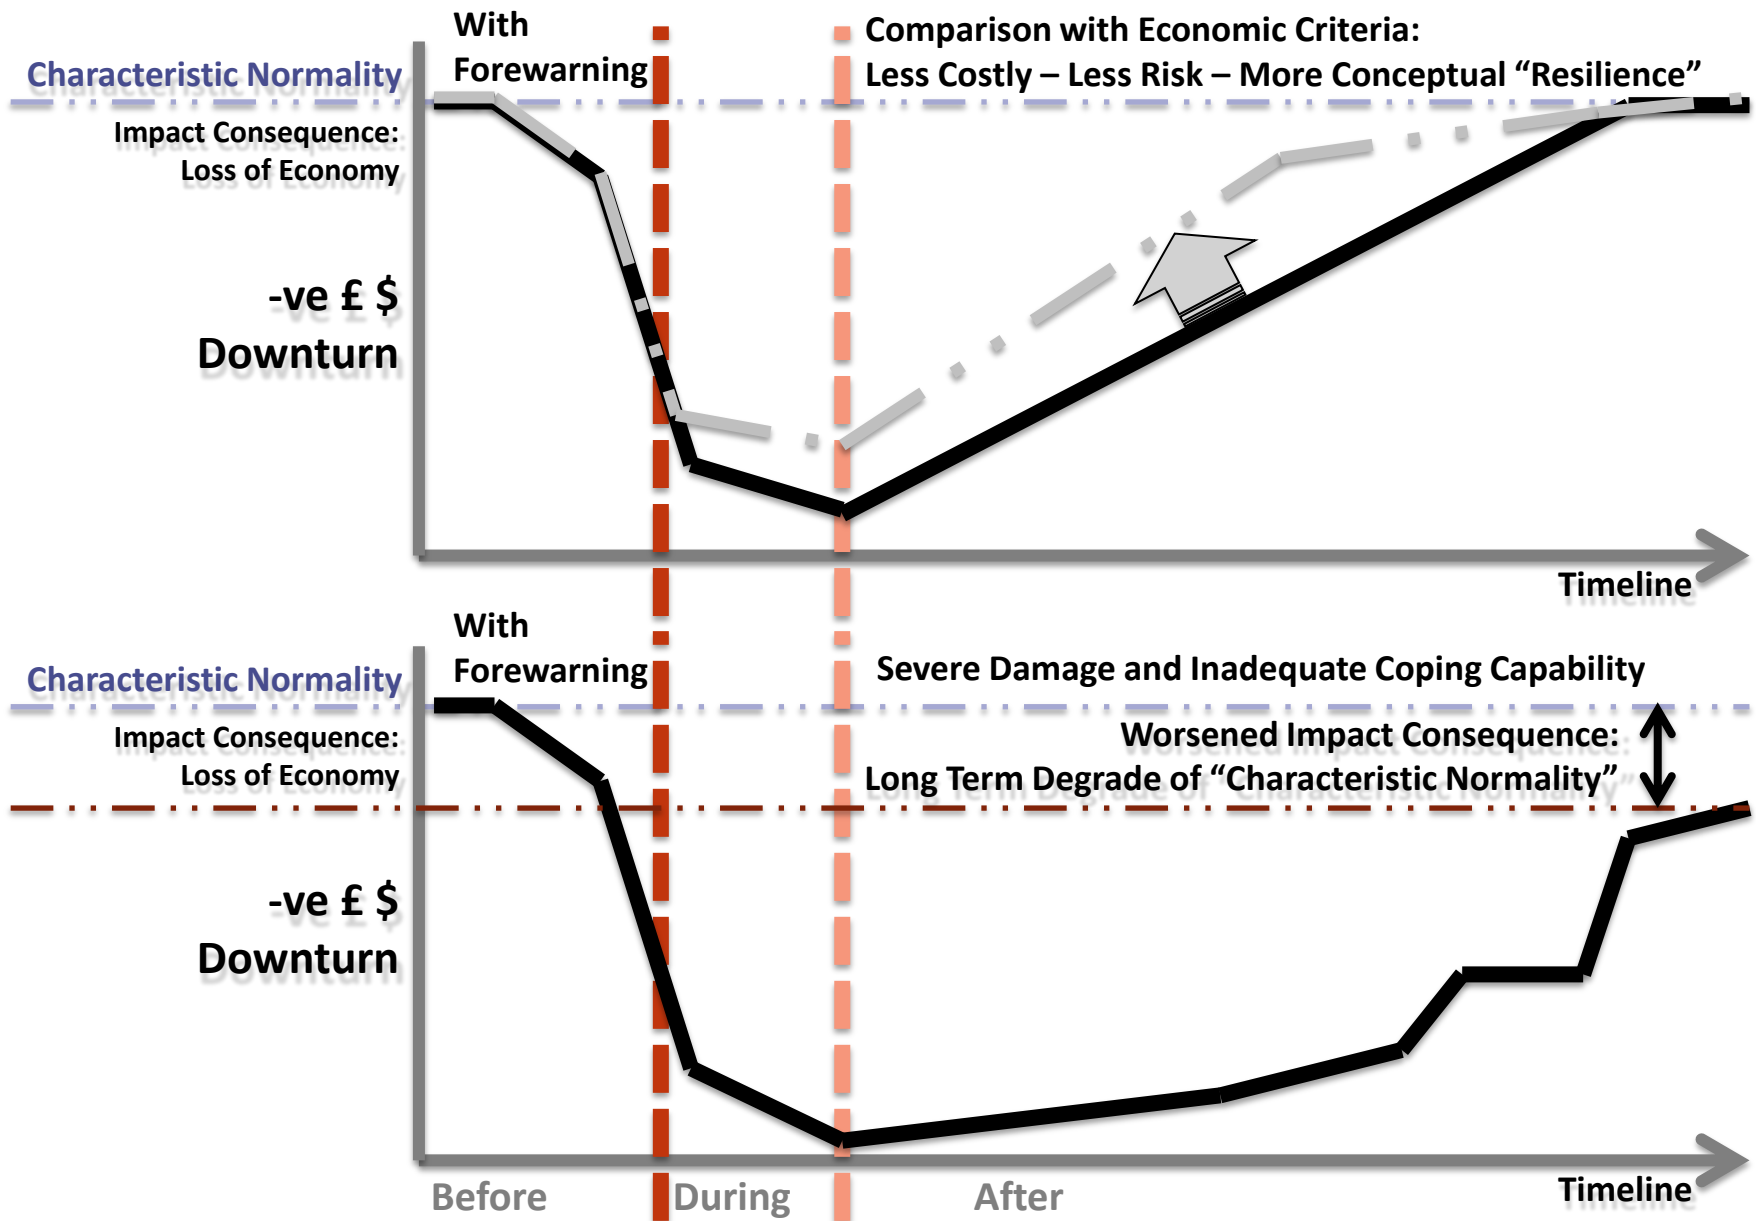 With
Forewarning
Comparison with Economic Criteria:
Less Costly – Less Risk – More Conceptual “Resilience”
Characteristic Normality
Impact Consequence:
Loss of Economy
-ve £ $
Downturn
Timeline
With
Forewarning
Severe Damage and Inadequate Coping Capability
Characteristic Normality
Impact Consequence:
Loss of Economy
Worsened Impact Consequence:
Long Term Degrade of “Characteristic Normality”
-ve £ $
Downturn
Before
During
After
Timeline